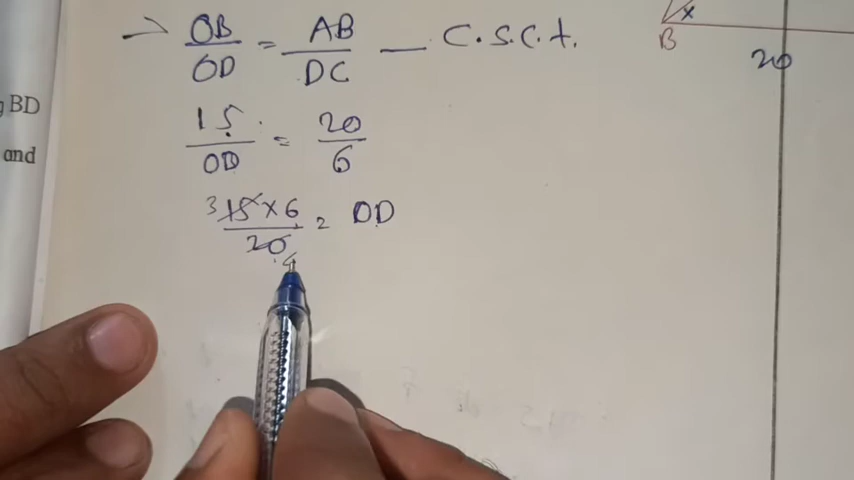 → OB/OD = AB/DC — C.S.C.t.
15/OD = 20/6
3 15×6/20 4 = OD
BD
and
x
B
20